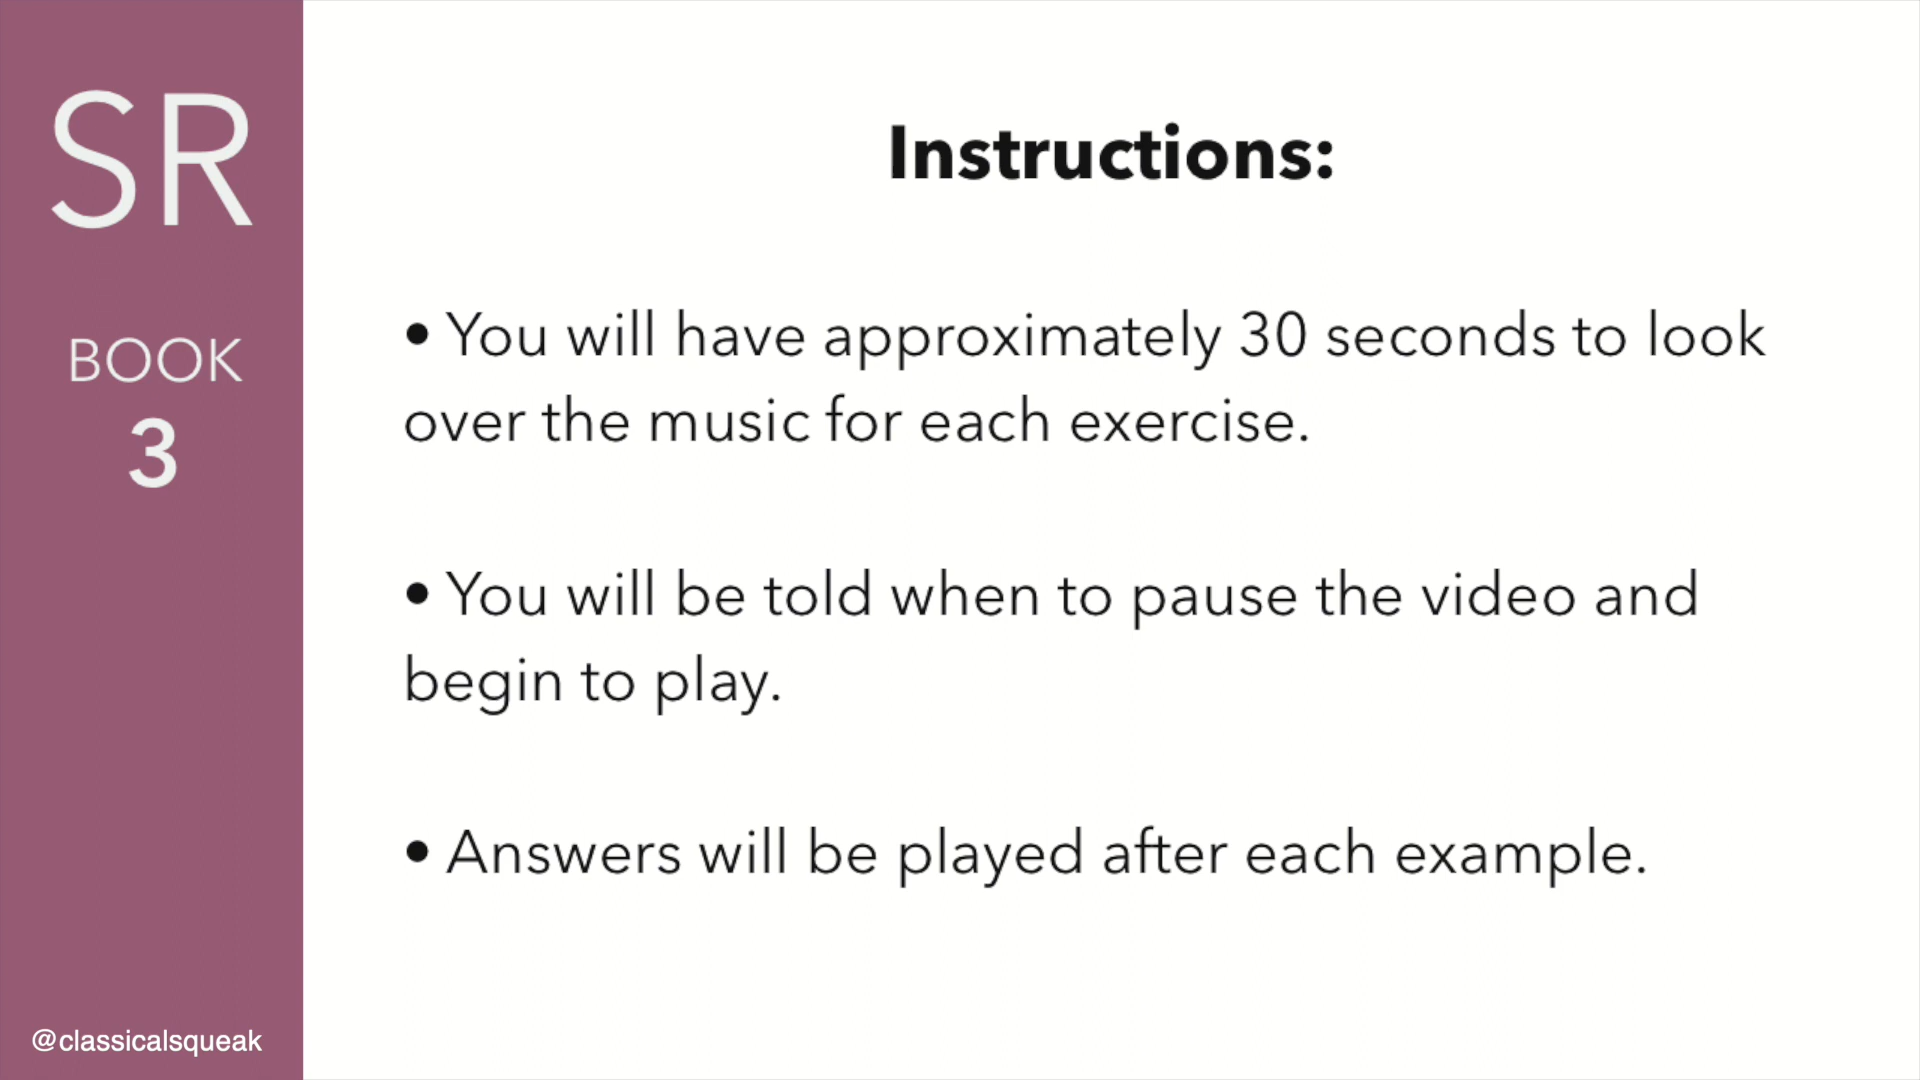 SR
BOOK
3
@classicalsqueak
Instructions:
• You will have approximately 30 seconds to look
over the music for each exercise.
• You will be told when to pause the video and
begin to play.
• Answers will be played after each example.